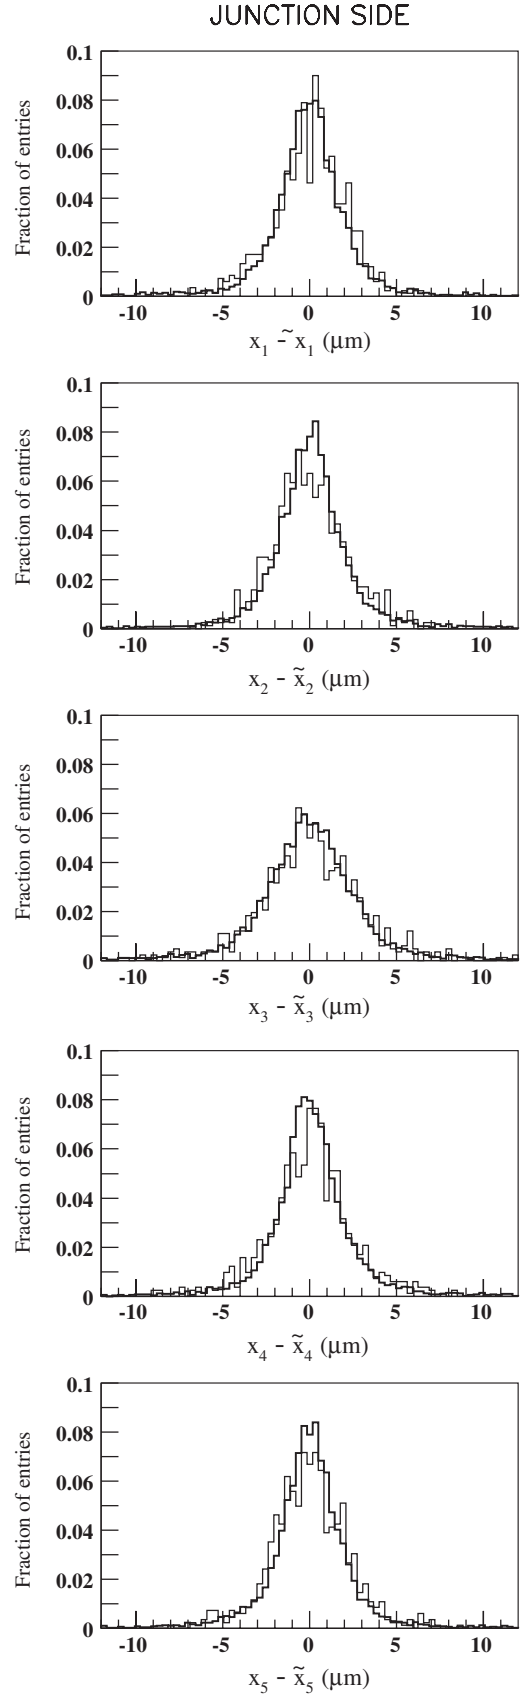 JUNCTION SIDE
Fraction of entries
0.1
0.08
0.06
0.04
0.02
0
-10 -5 0 5 10
x1 - ~x1 (μm)
Fraction of entries
0.1
0.08
0.06
0.04
0.02
0
-10 -5 0 5 10
x2 - x̃2 (μm)
Fraction of entries
0.1
0.08
0.06
0.04
0.02
0
-10 -5 0 5 10
x3 - x̃3 (μm)
Fraction of entries
0.1
0.08
0.06
0.04
0.02
0
-10 -5 0 5 10
x4 - x̃4 (μm)
Fraction of entries
0.1
0.08
0.06
0.04
0.02
0
-10 -5 0 5 10
x5 - x̃5 (μm)